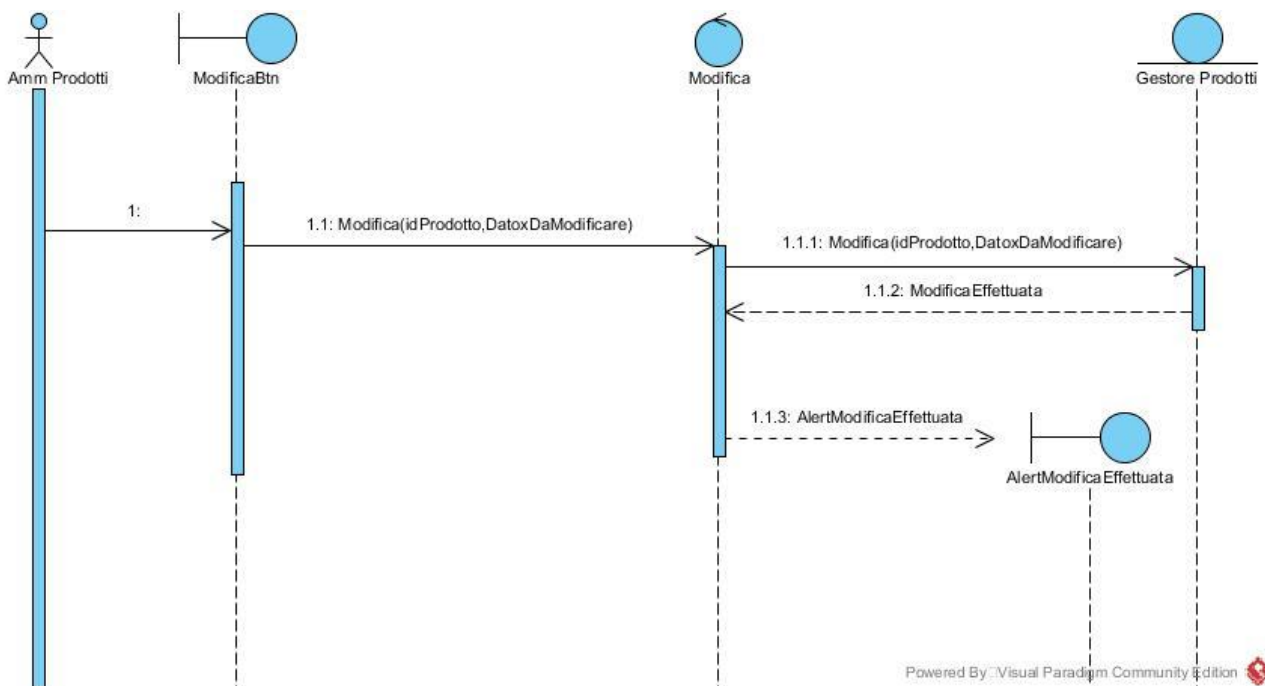 Amm Prodotti
ModificaBtn
Modifica
Gestore Prodotti
1:
1.1: Modifica(idProdotto,DatoxDaModificare)
1.1.1: Modifica(idProdotto,DatoxDaModificare)
1.1.2: ModificaEffettuata
1.1.3: AlertModificaEffettuata
AlertModificaEffettuata
Powered By Visual Paradigm Community Edition